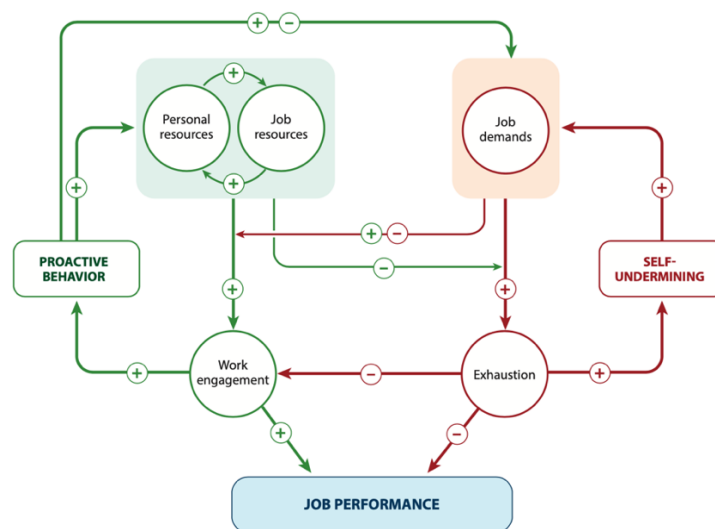 + −
+
Personal
resources
Job
resources
+
Job
demands
+
+
+ −
−
PROACTIVE
BEHAVIOR
SELF-
UNDERMINING
+
+
+
Work
engagement
Exhaustion
+
−
+
+
−
JOB PERFORMANCE